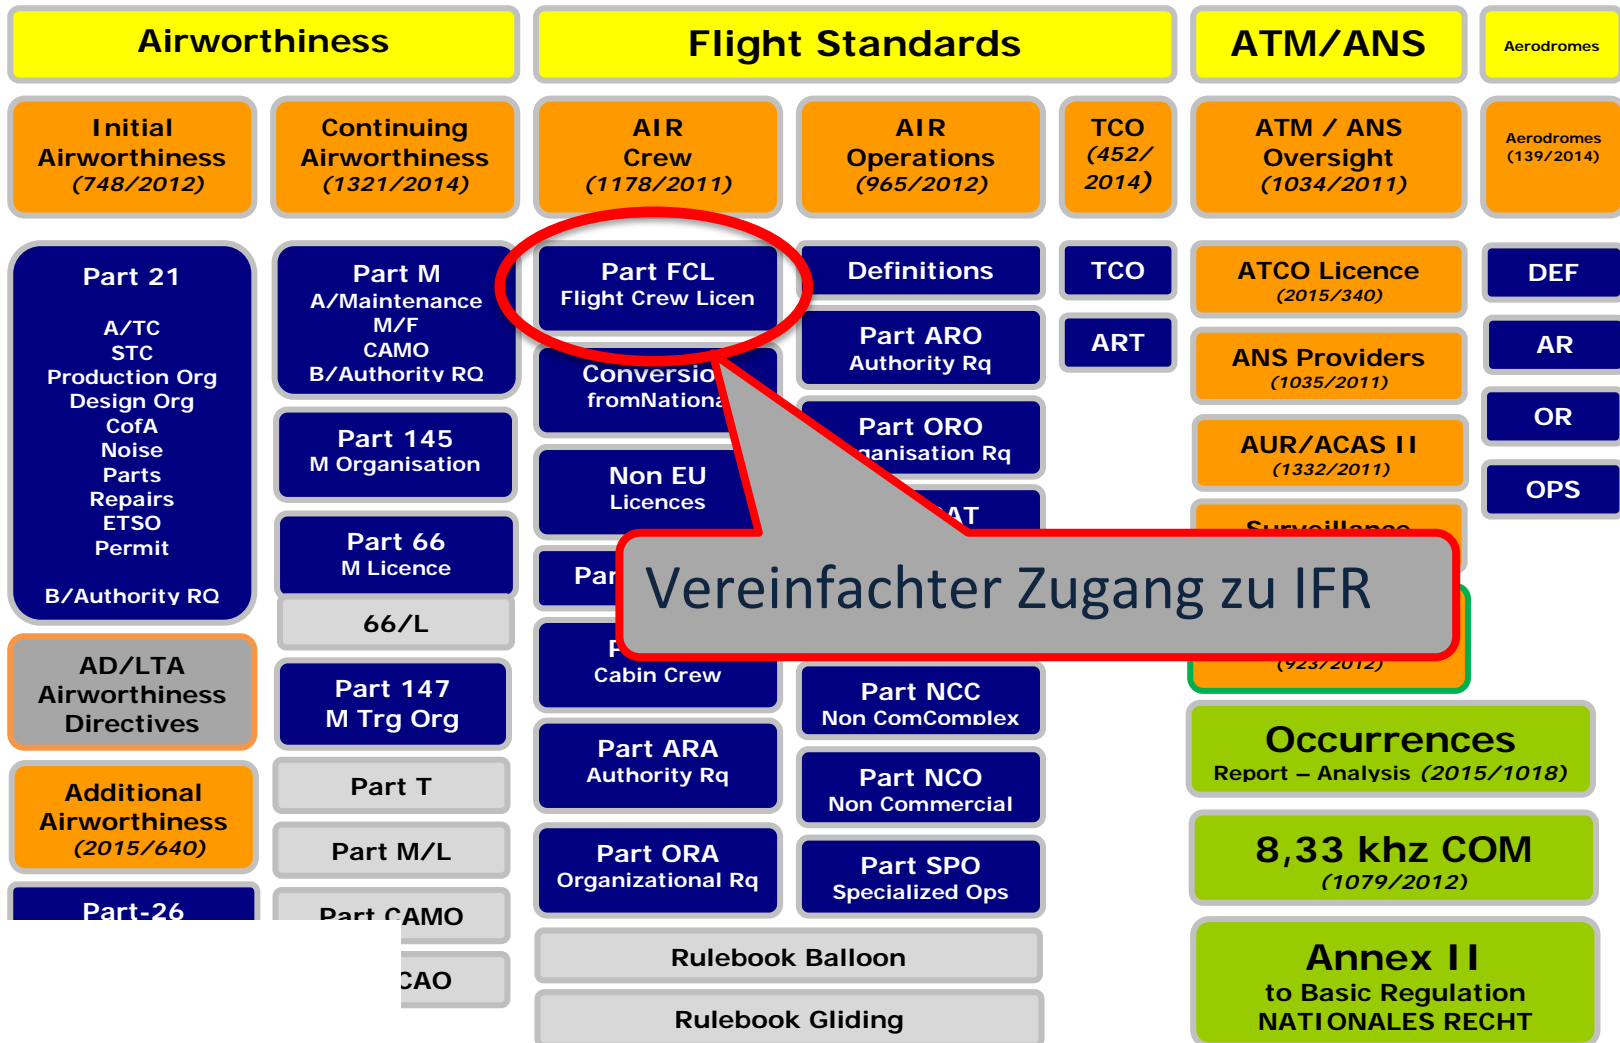 Airworthiness
Flight Standards
ATM/ANS
Aerodromes
Initial
Airworthiness
(748/2012)
Continuing
Airworthiness
(1321/2014)
AIR
Crew
(1178/2011)
AIR
Operations
(965/2012)
TCO
(452/
2014)
ATM / ANS
Oversight
(1034/2011)
Aerodromes
(139/2014)
Part 21
A/TC
STC
Production Org
Design Org
CofA
Noise
Parts
Repairs
ETSO
Permit
B/Authority RQ
AD/LTA
Airworthiness
Directives
Additional
Airworthiness
(2015/640)
Part-26
Part M
A/Maintenance
M/F
CAMO
B/Authority RQ
Part 145
M Organisation
Part 66
M Licence
66/L
Part 147
M Trg Org
Part T
Part M/L
Part CAMO
CAO
Part FCL
Flight Crew Licen
Conversio
fromNationa
Non EU
Licences
Par
Cabin Crew
Part ARA
Authority Rq
Part ORA
Organizational Rq
Definitions
Part ARO
Authority Rq
Part ORO
ganisation Rq
AT
Part NCC
Non ComComplex
Part NCO
Non Commercial
Part SPO
Specialized Ops
Rulebook Balloon
Rulebook Gliding
TCO
ART
ATCO Licence
(2015/340)
ANS Providers
(1035/2011)
AUR/ACAS II
(1332/2011)
Surveillance
(923/2012)
Occurrences
Report – Analysis (2015/1018)
8,33 khz COM
(1079/2012)
Annex II
to Basic Regulation
NATIONALES RECHT
DEF
AR
OR
OPS
Vereinfachter Zugang zu IFR